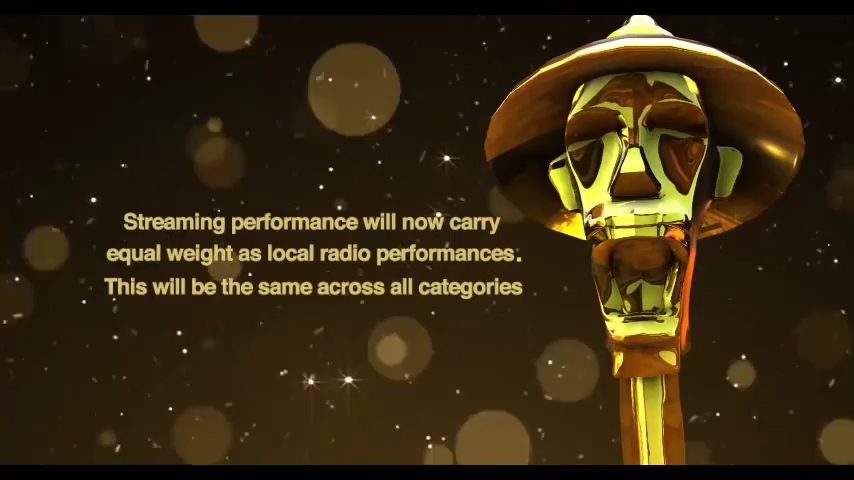 Streaming performance will now carry
equal weight as local radio performances.
This will be the same across all categories